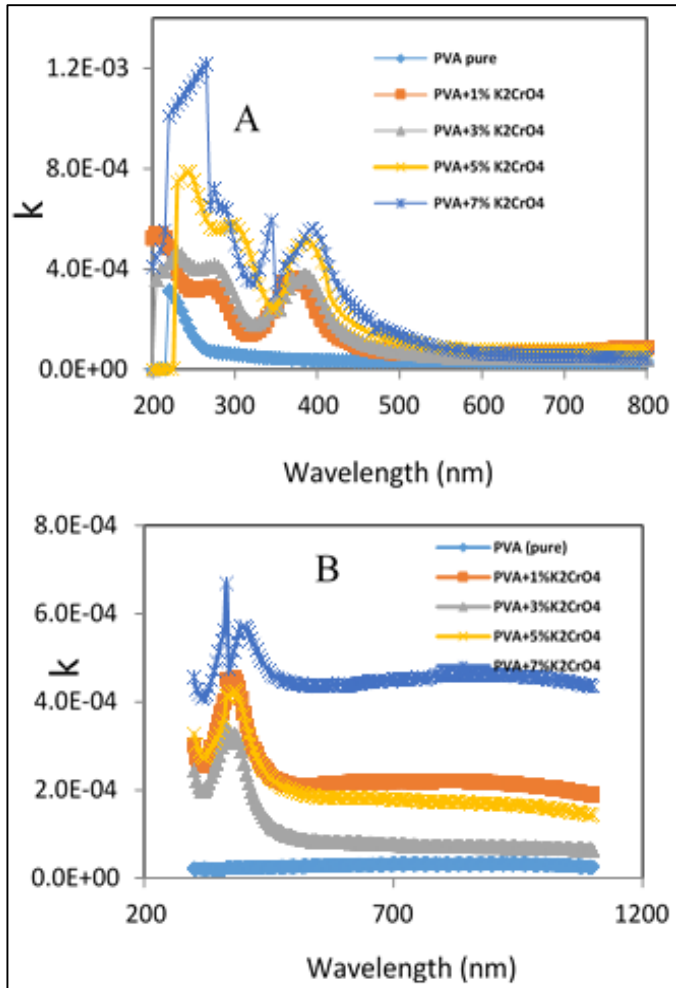 1.2E-03
8.0E-04
4.0E-04
0.0E+00
k
A
PVA pure
PVA+1% K2CrO4
PVA+3% K2CrO4
PVA+5% K2CrO4
PVA+7% K2CrO4
200 300 400 500 600 700 800
Wavelength (nm)
8.0E-04
6.0E-04
4.0E-04
2.0E-04
0.0E+00
k
B
PVA (pure)
PVA+1%K2CrO4
PVA+3%K2CrO4
PVA+5%K2CrO4
PVA+7%K2CrO4
200 700 1200
Wavelength (nm)